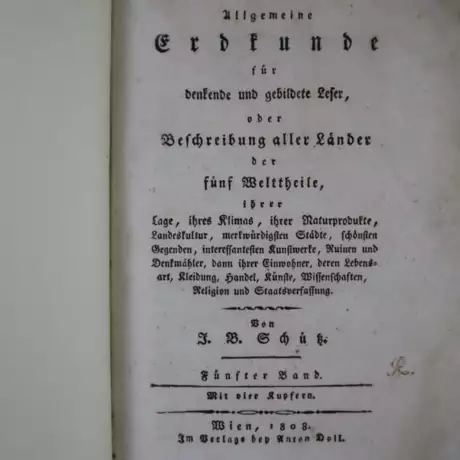 Allgemeine
Erdkunde
für
denkende und gebildete Leser,
oder
Beschreibung aller Länder
der
fünf Welttheile,
ihrer
Lage, ihres Klimas, ihrer Naturprodukte,
Landeskultur, merkwürdigsten Städte, schönsten
Gegenden, interessantesten Kunstwerke, Ruinen und
Denkmähler, dann ihrer Einwohner, deren Lebens-
art, Kleidung, Handel, Künste, Wissenschaften,
Religion und Staatsverfassung.
Von
J. B. Schütz.
Fünfter Band.
Mit vier Kupfern.
Wien, 1808.
Im Verlage bey Anton Doll.